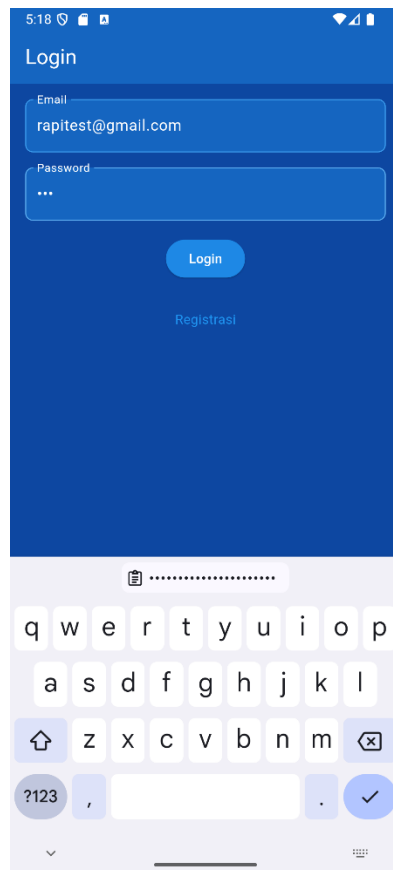 5:18
Login
Email
rapitest@gmail.com
Password
•••
Login
Registrasi
••••••••••••••••••••••
q w e r t y u i o p
a s d f g h j k l
z x c v b n m
?123 , .